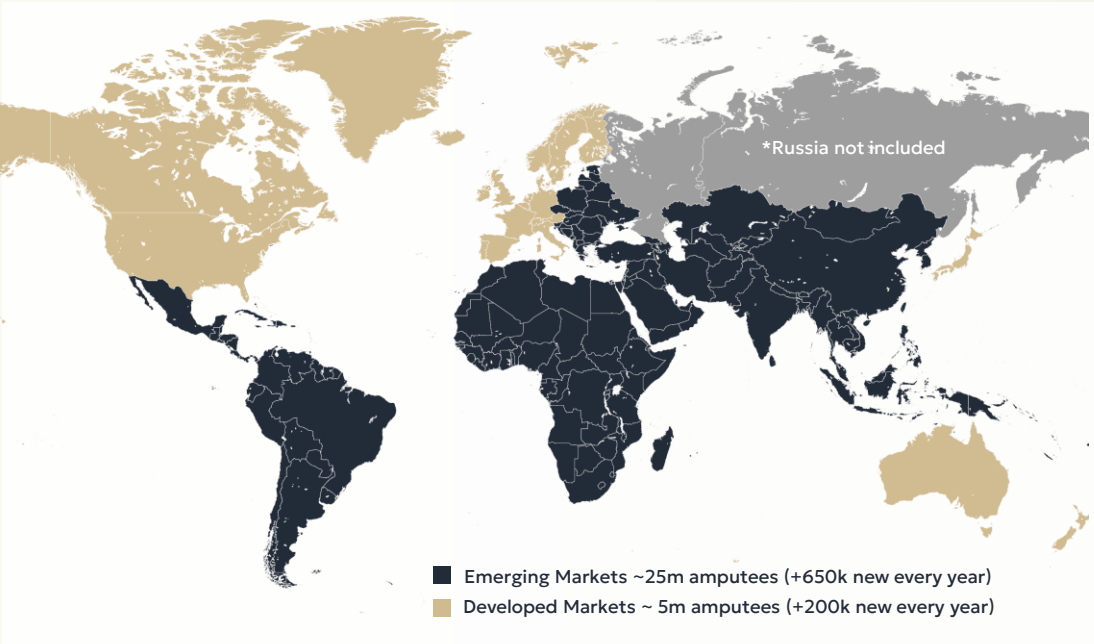 *Russia not included
Emerging Markets ~25m amputees (+650k new every year)
Developed Markets ~ 5m amputees (+200k new every year)